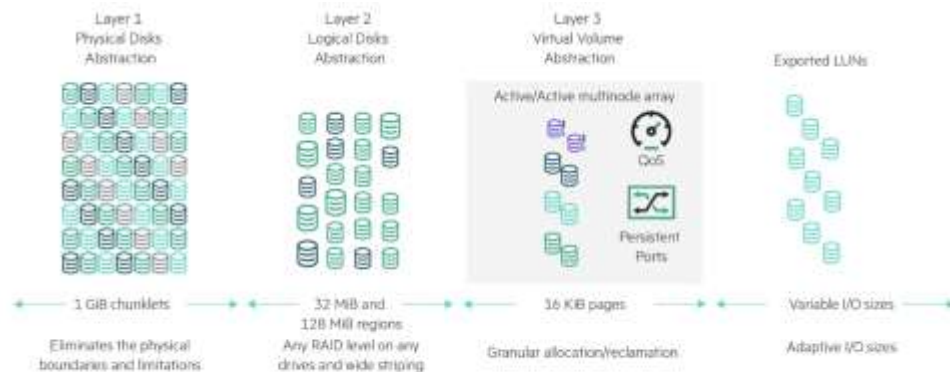 Layer 1
Physical Disks
Abstraction
Layer 2
Logical Disks
Abstraction
Layer 3
Virtual Volume
Abstraction
Exported LUNs
Active/Active multinode array
QoS
Persistent
Ports
1 GiB chunklets
32 MiB and
128 MiB regions
16 KiB pages
Variable I/O sizes
Eliminates the physical
boundaries and limitations
Any RAID level on any
drives and wide striping
Granular allocation/reclamation
Adaptive I/O sizes